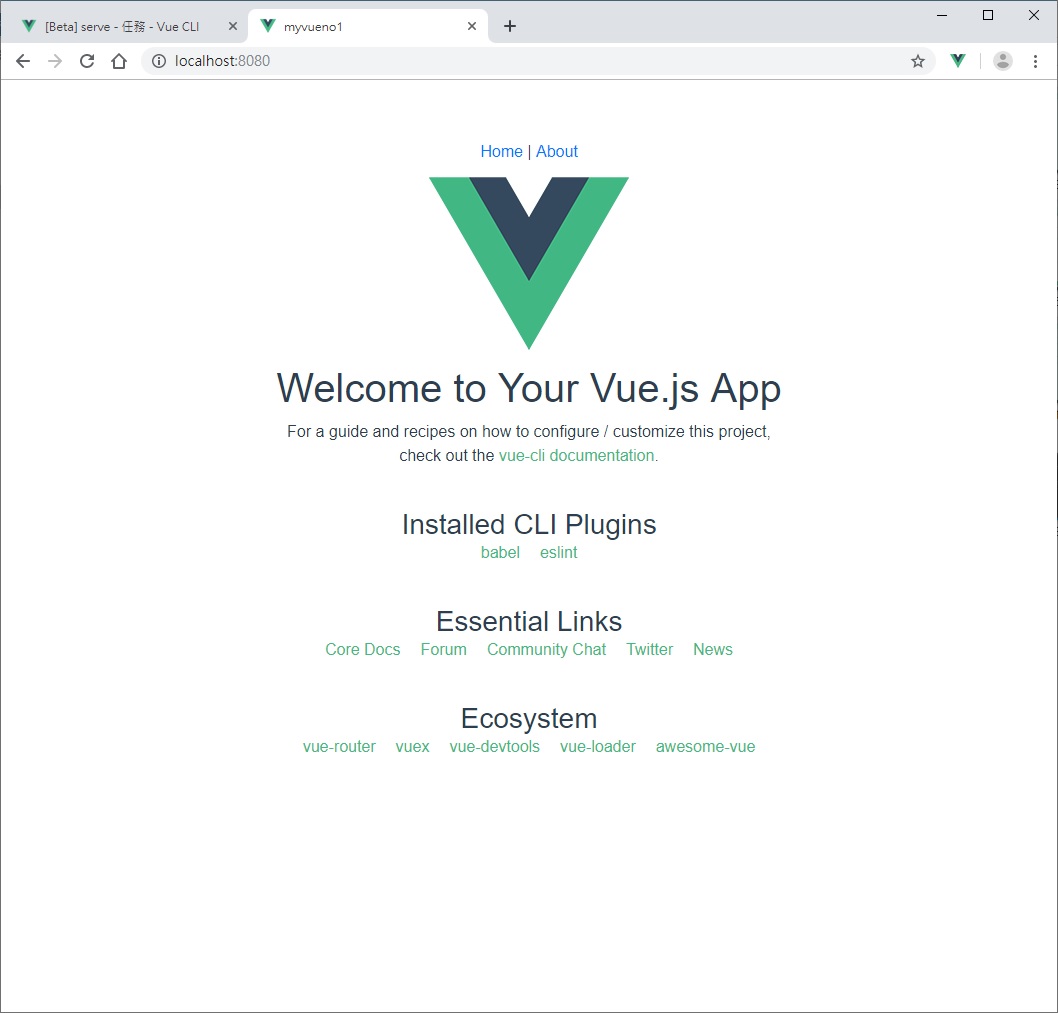 [Beta] serve - 任務 - Vue CLI
myvueno1
localhost:8080
Home | About
Welcome to Your Vue.js App
For a guide and recipes on how to configure / customize this project,
check out the vue-cli documentation.
Installed CLI Plugins
babel eslint
Essential Links
Core Docs Forum Community Chat Twitter News
Ecosystem
vue-router vuex vue-devtools vue-loader awesome-vue